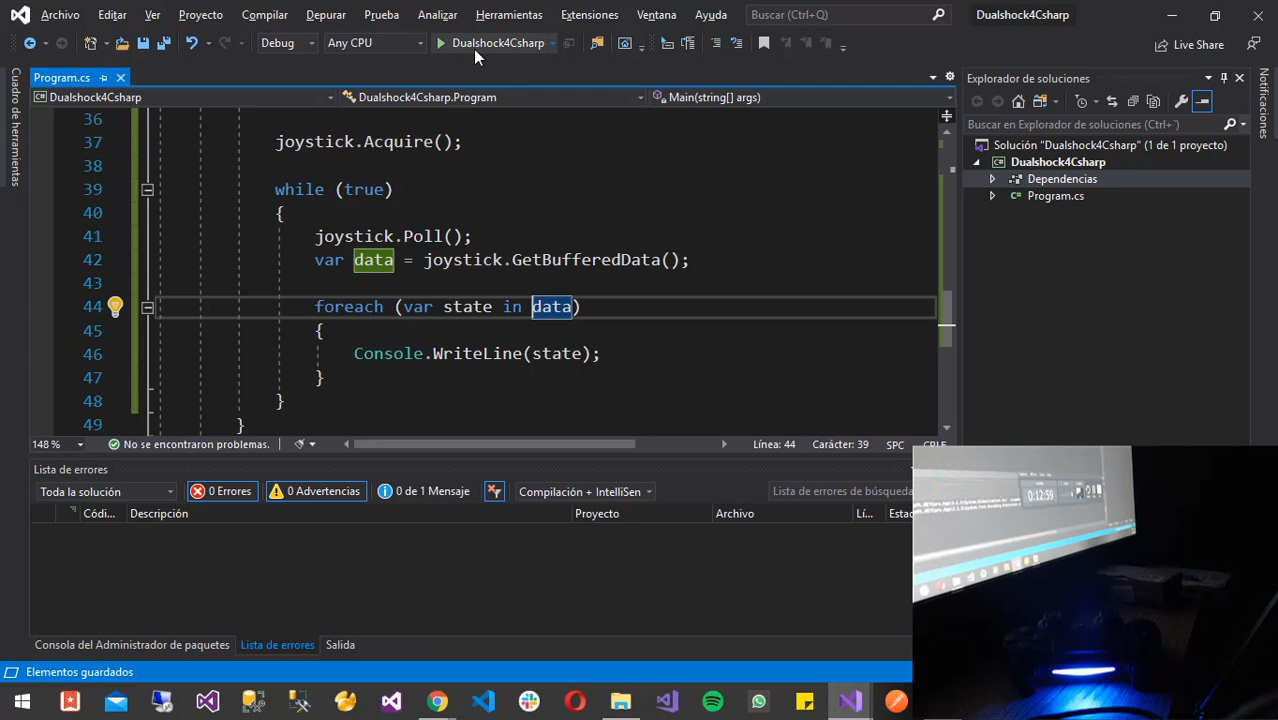 Archivo Editar Ver Proyecto Compilar Depurar Prueba Analizar Herramientas Extensiones Ventana Ayuda Buscar (Ctrl+Q) Dualshock4Csharp
Debug Any CPU Dualshock4Csharp Live Share
Cuadro de herramientas
Program.cs
Dualshock4Csharp Dualshock4Csharp.Program Main(string[] args)
36
37 joystick.Acquire();
38
39 while (true)
40 {
41 joystick.Poll();
42 var data = joystick.GetBufferedData();
43
44 foreach (var state in data)
45 {
46 Console.WriteLine(state);
47 }
48 }
49 }
148 % No se encontraron problemas. Línea: 44 Carácter: 39 SPC CRLF
Explorador de soluciones
Buscar en Explorador de soluciones (Ctrl+¨)
Solución "Dualshock4Csharp" (1 de 1 proyecto)
Dualshock4Csharp
Dependencias
Program.cs
Notificaciones
Lista de errores
Toda la solución 0 Errores 0 Advertencias 0 de 1 Mensaje Compilación + IntelliSen Lista de errores de búsqueda
Códi... Descripción Proyecto Archivo Lí... Estad
0:12:59
Consola del Administrador de paquetes Lista de errores Salida
Elementos guardados